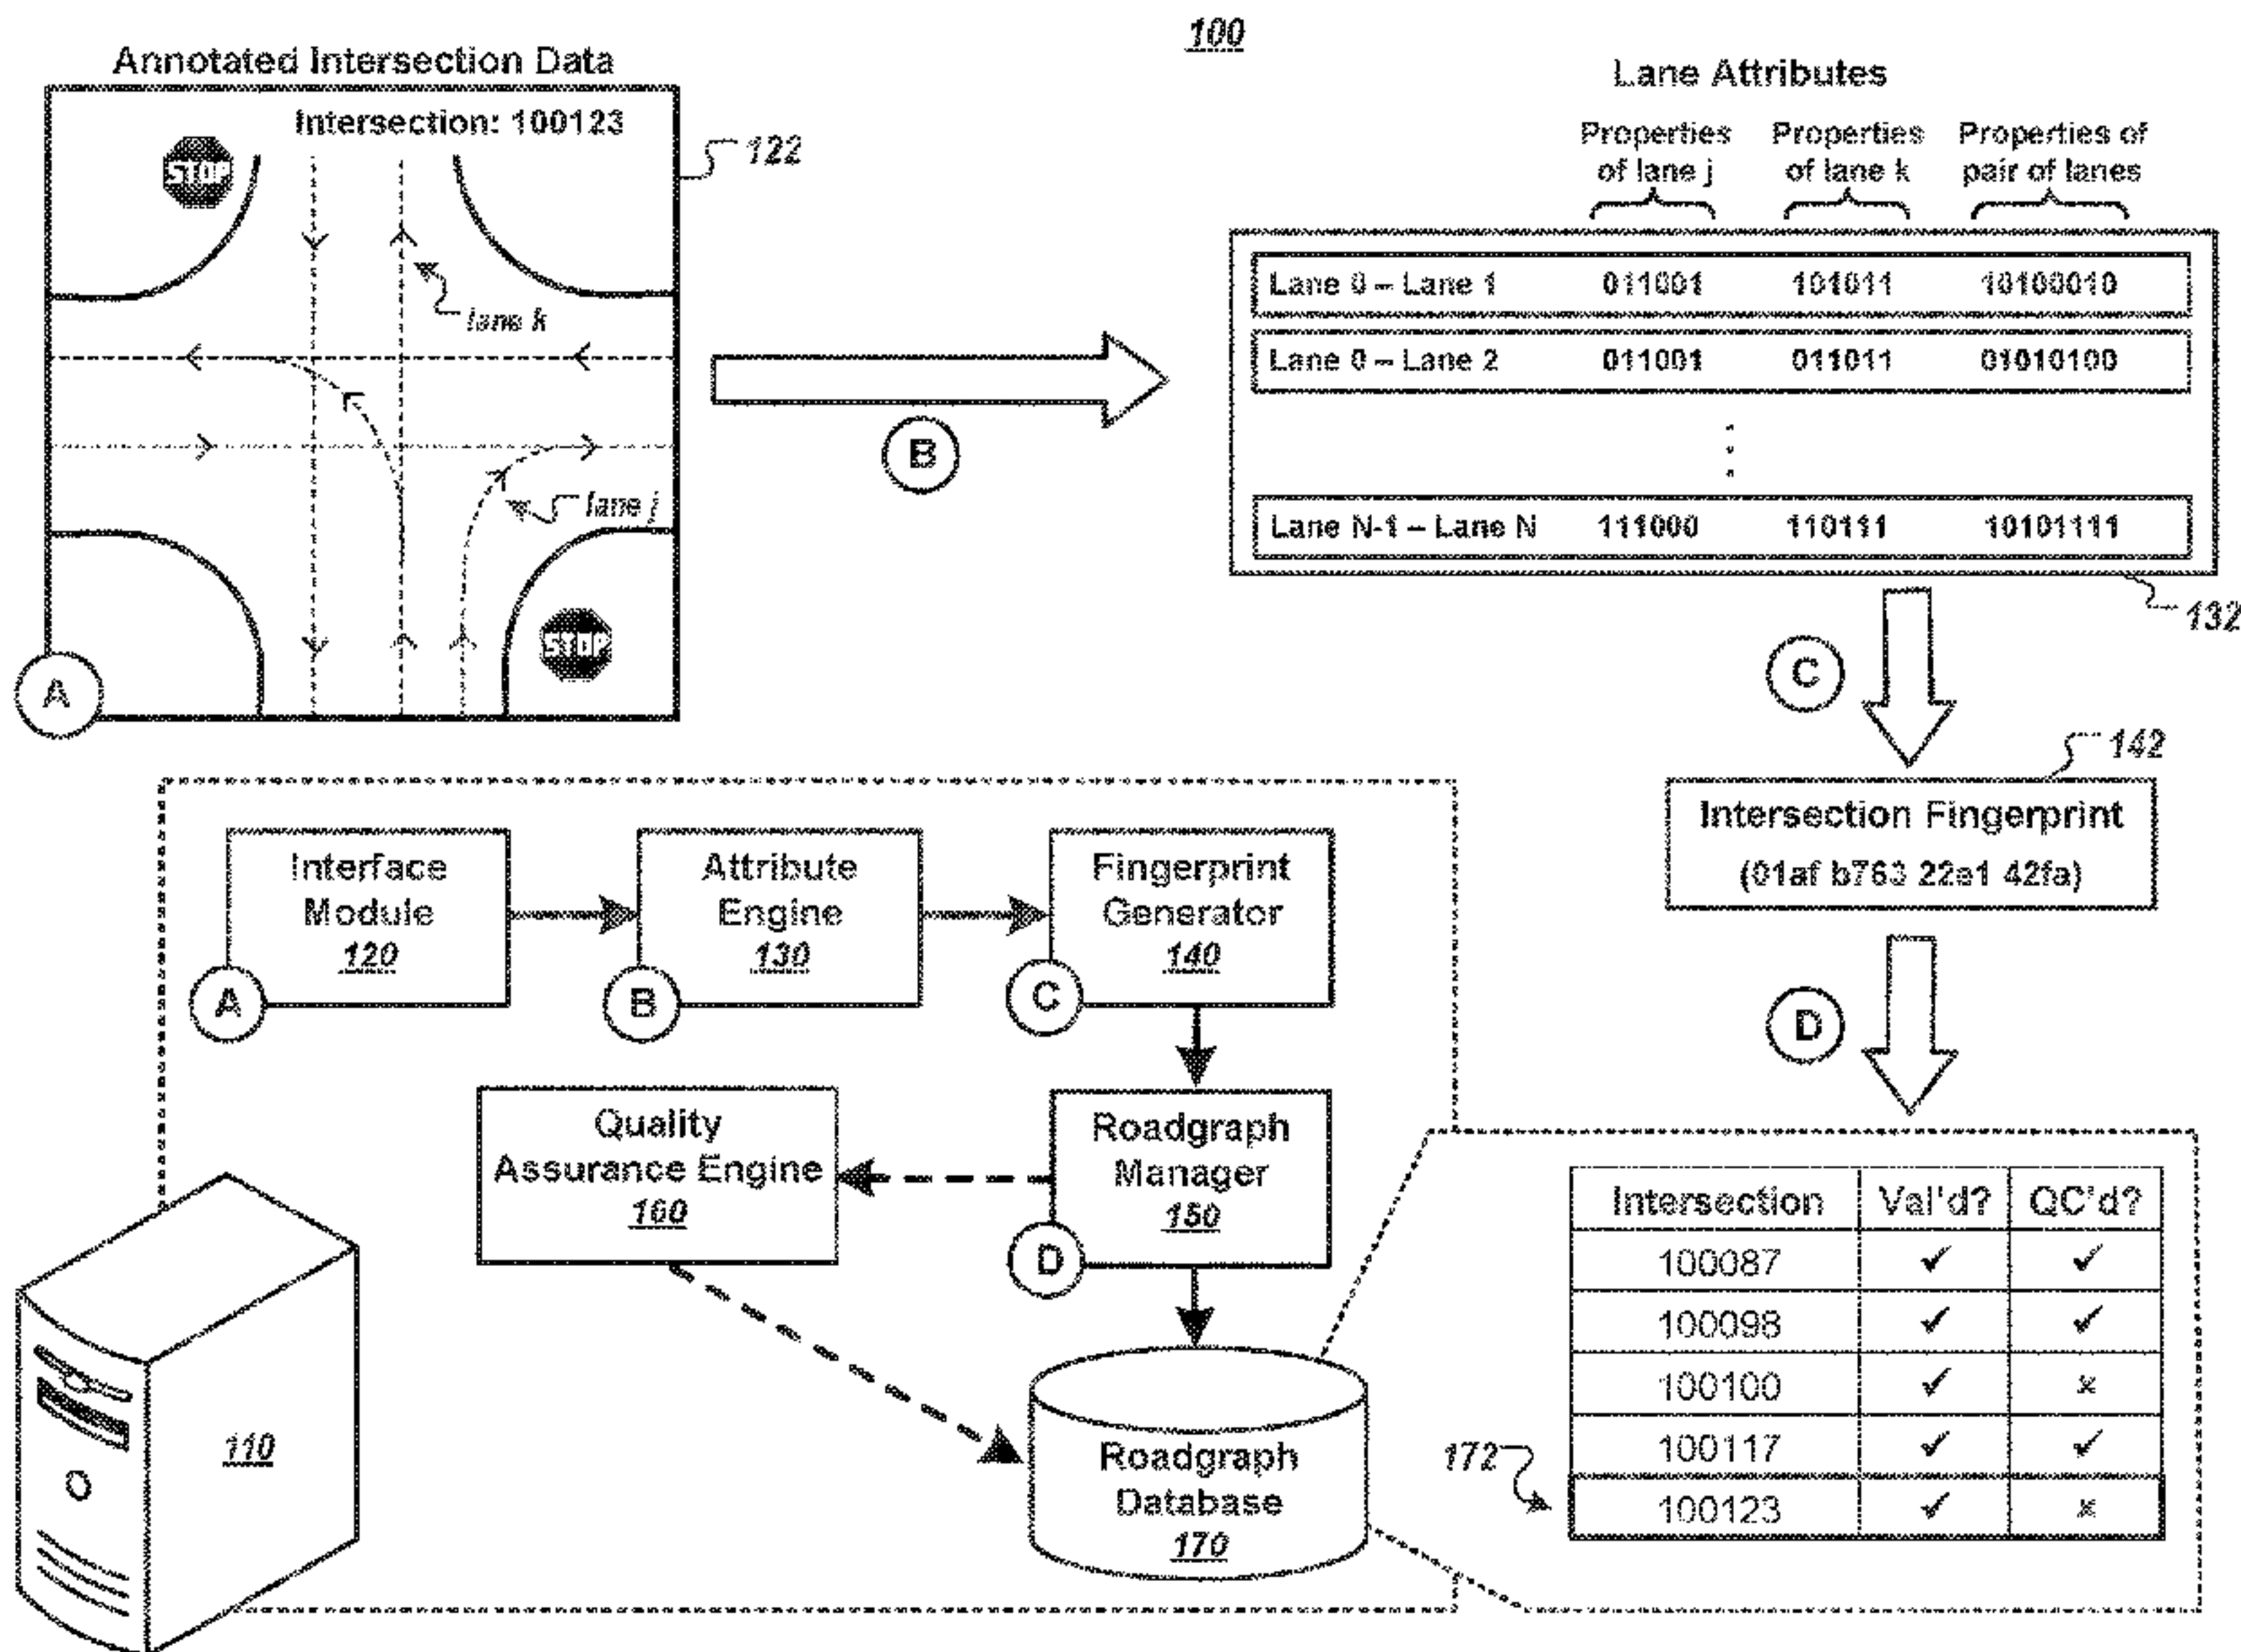 100
Annotated Intersection Data
Intersection: 100123
STOP
122
lane k
lane j
STOP
A
B
Lane Attributes
Properties of lane j
Properties of lane k
Properties of pair of lanes
Lane 0 – Lane 1 011001 101011 10100010
Lane 0 – Lane 2 011001 011011 01010100
Lane N-1 – Lane N 111000 110111 10101111
132
C
142
Intersection Fingerprint
(01af b763 22e1 42fa)
D
Interface
Module
120
A
Attribute
Engine
130
B
Fingerprint
Generator
140
C
Quality
Assurance Engine
160
Roadgraph
Manager
150
D
Roadgraph
Database
170
110
Intersection Val'd? QC'd?
100087 ✓ ✓
100098 ✓ ✓
100100 ✓ ×
100117 ✓ ✓
172
100123 ✓ ×